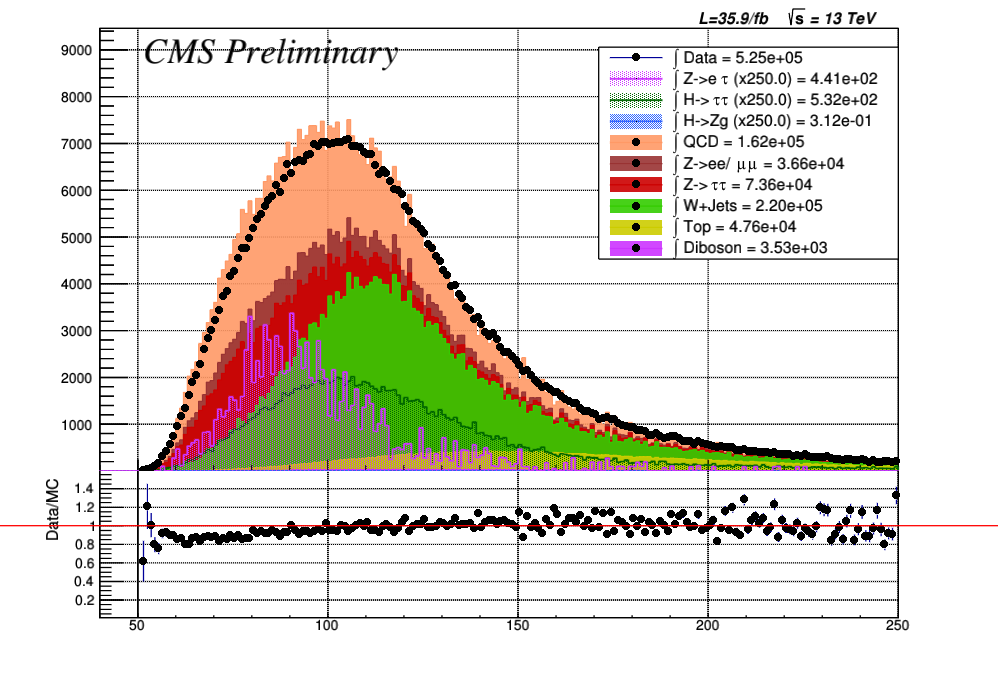 L=35.9/fb √s = 13 TeV
CMS Preliminary
∫ Data = 5.25e+05
∫ Z->e τ (x250.0) = 4.41e+02
∫ H-> ττ (x250.0) = 5.32e+02
∫ H->Zg (x250.0) = 3.12e-01
∫ QCD = 1.62e+05
∫ Z->ee/ μμ = 3.66e+04
∫ Z-> ττ = 7.36e+04
∫ W+Jets = 2.20e+05
∫ Top = 4.76e+04
∫ Diboson = 3.53e+03
9000
8000
7000
6000
5000
4000
3000
2000
1000
Data/MC
1.4
1.2
1
0.8
0.6
0.4
0.2
50 100 150 200 250